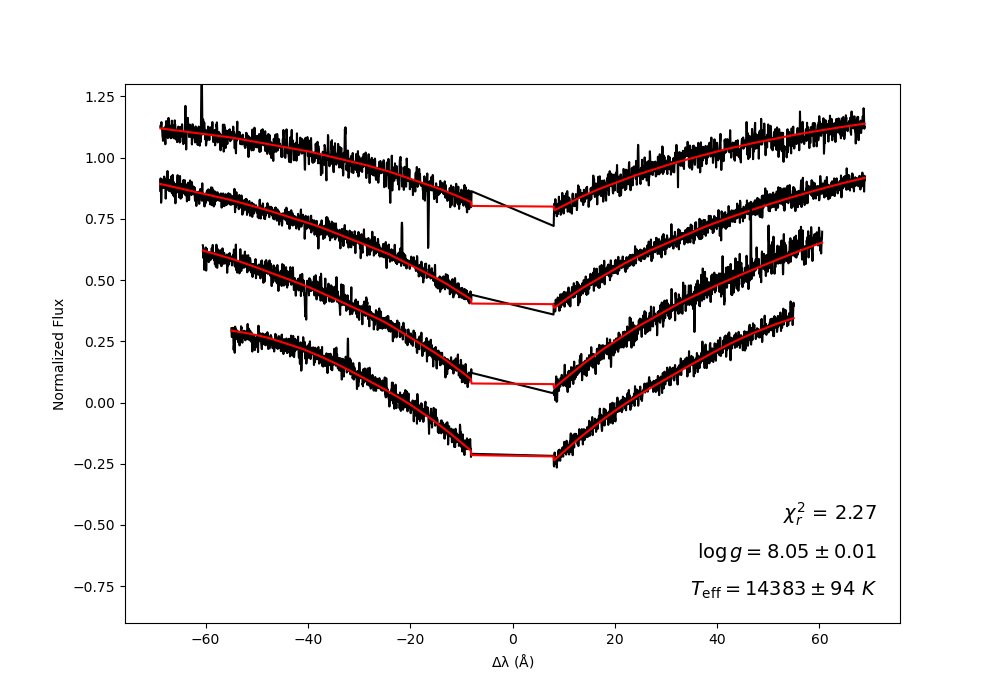 1.25
1.00
0.75
0.50
0.25
0.00
−0.25
−0.50
−0.75
Normalized Flux
χ²ᵣ = 2.27
log g = 8.05 ± 0.01
T_eff = 14383 ± 94 K
−60 −40 −20 0 20 40 60
Δλ (Å)